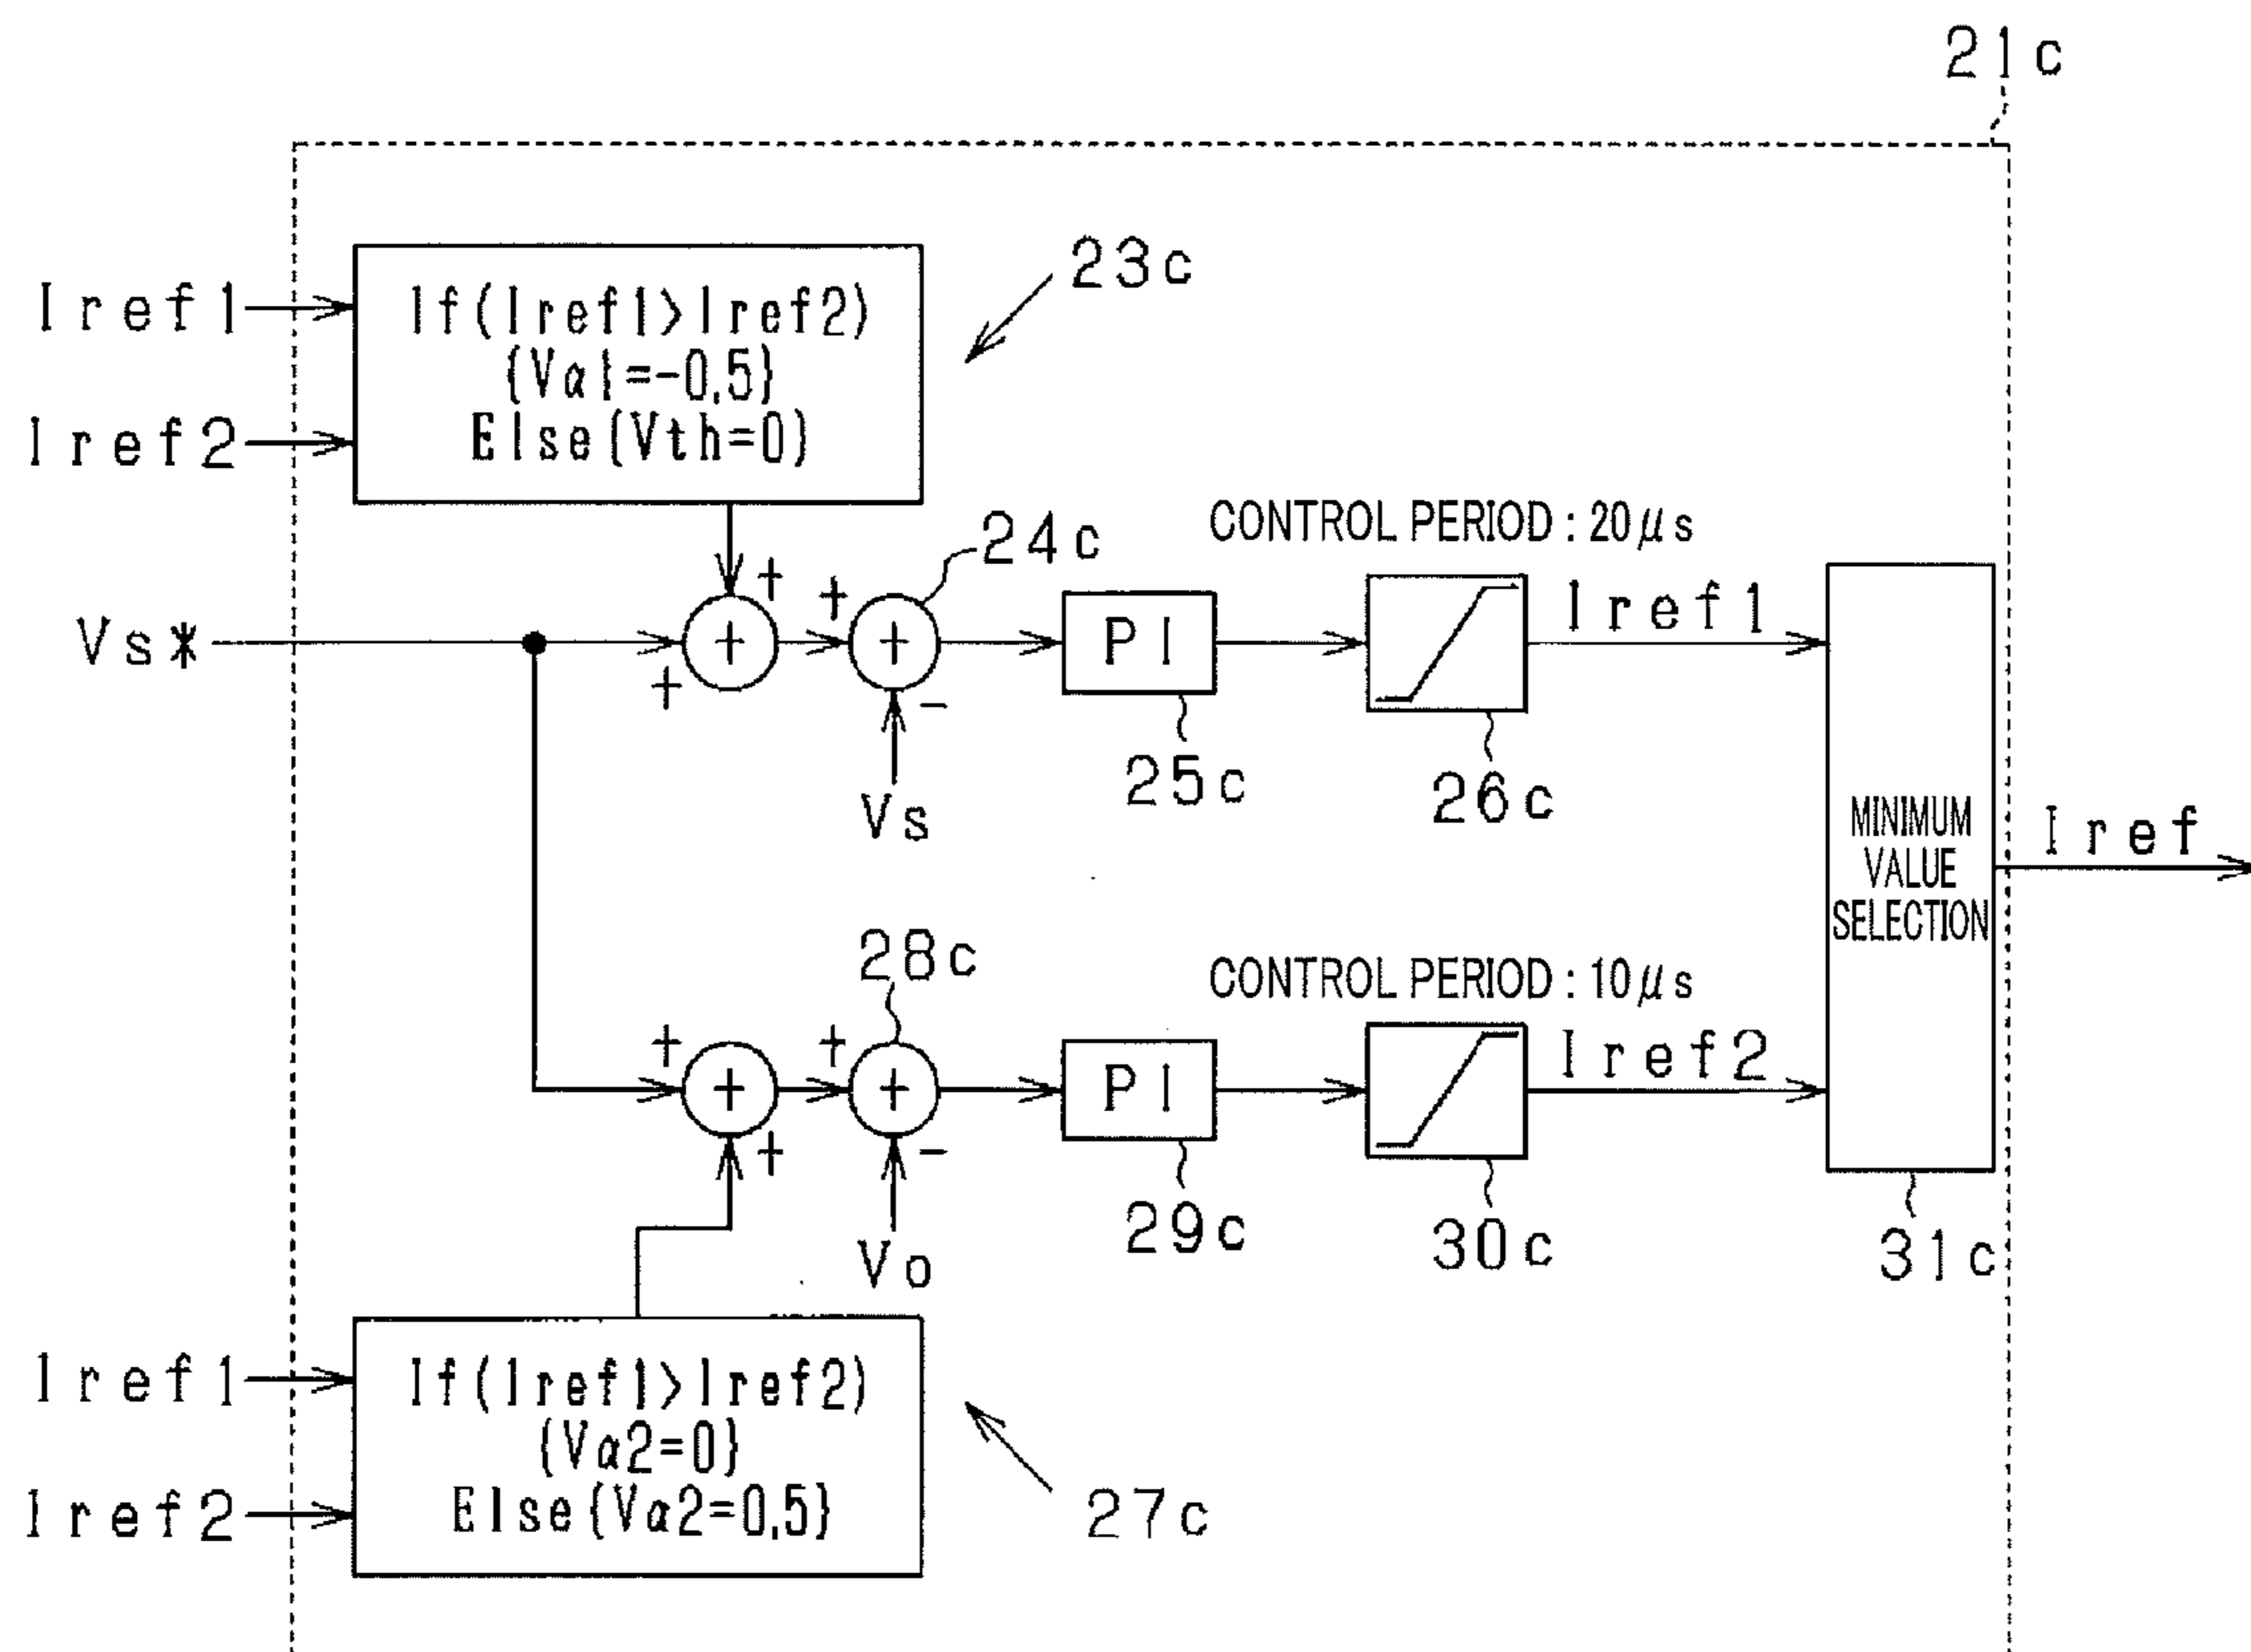 21c
23c
Iref1
Iref2
If(Iref1>Iref2)
{Vα1=-0.5}
Else{Vth=0}
24c
CONTROL PERIOD : 20μs
Vs*
+
+
+
+
+
-
PI
Iref1
Vs
25c
26c
MINIMUM
VALUE
SELECTION
Iref
28c
CONTROL PERIOD : 10μs
+
+
+
+
+
-
PI
Iref2
Vo
29c
30c
31c
Iref1
Iref2
If(Iref1>Iref2)
{Vα2=0}
Else{Vα2=0.5}
27c